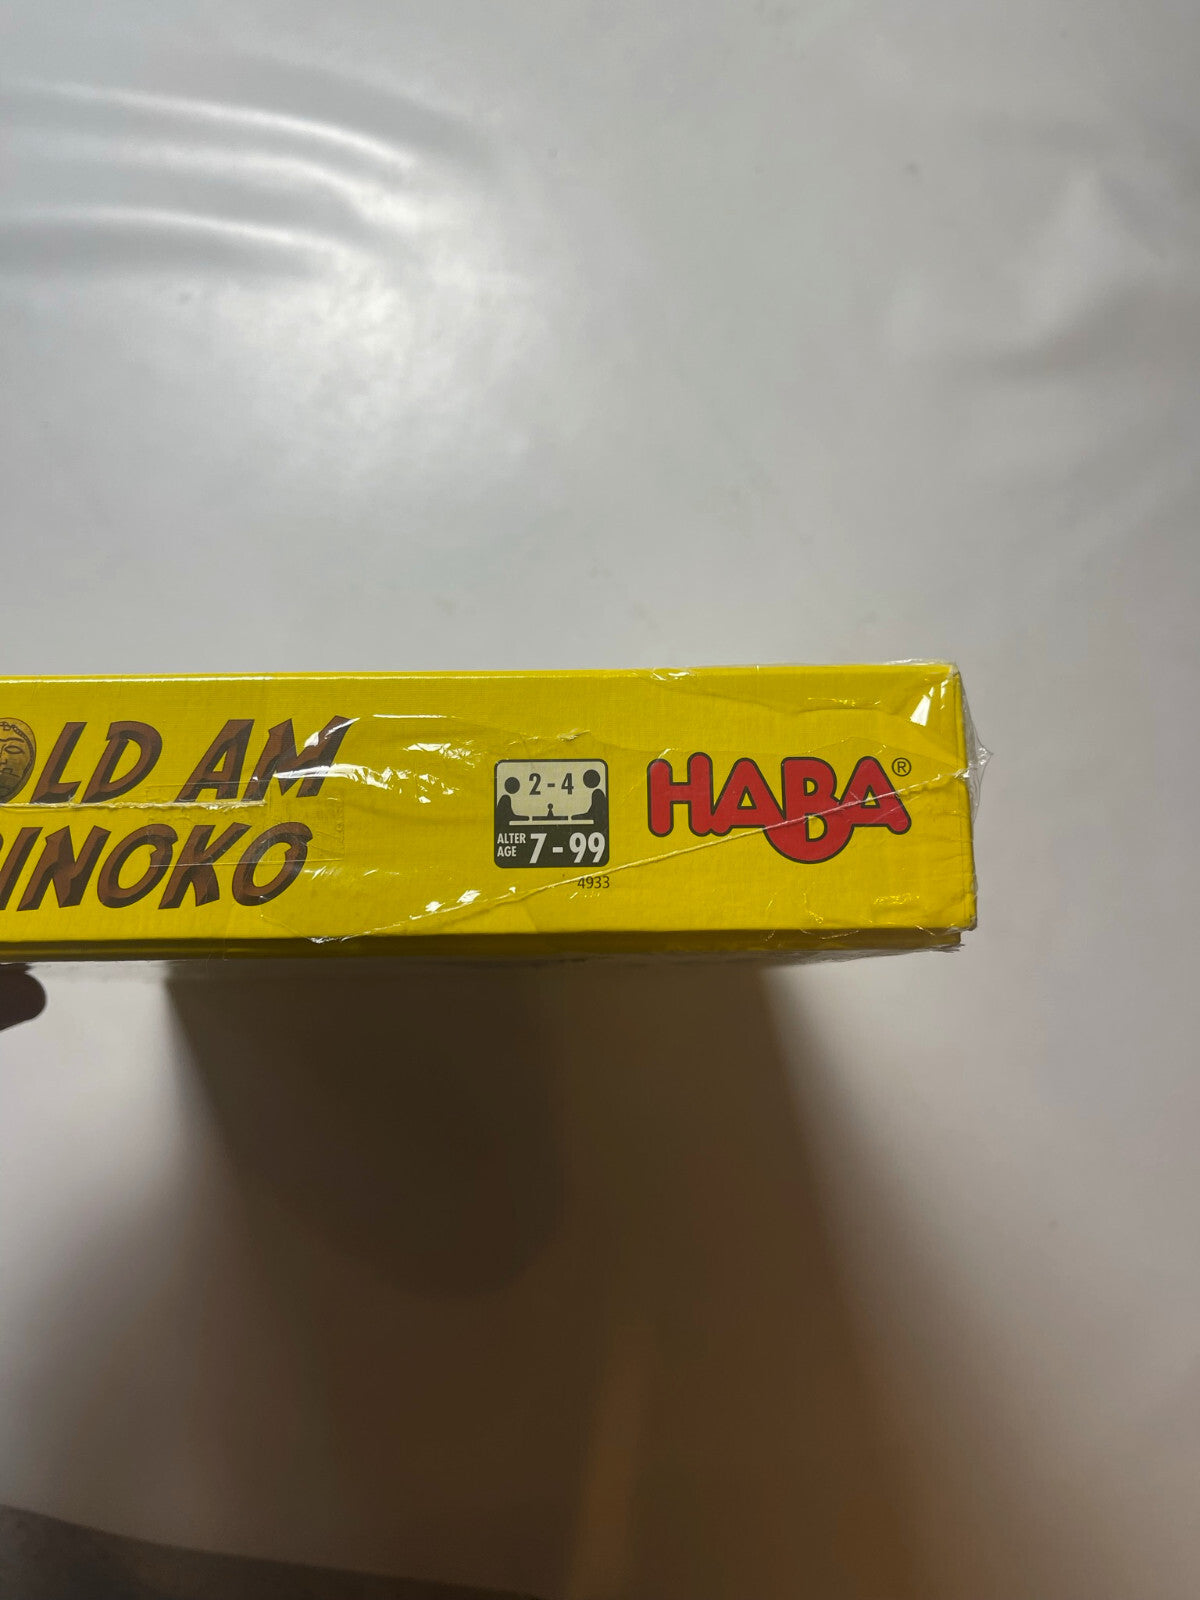 OLD AM
INOKO
2-4
ALTER
AGE 7-99
4933
HABA®